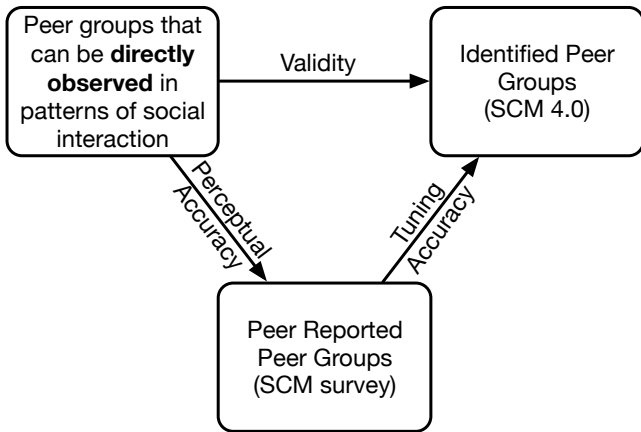 Peer groups that
can be directly
observed in
patterns of social
interaction
Validity
Identified Peer
Groups
(SCM 4.0)
Perceptual
Accuracy
Tuning
Accuracy
Peer Reported
Peer Groups
(SCM survey)